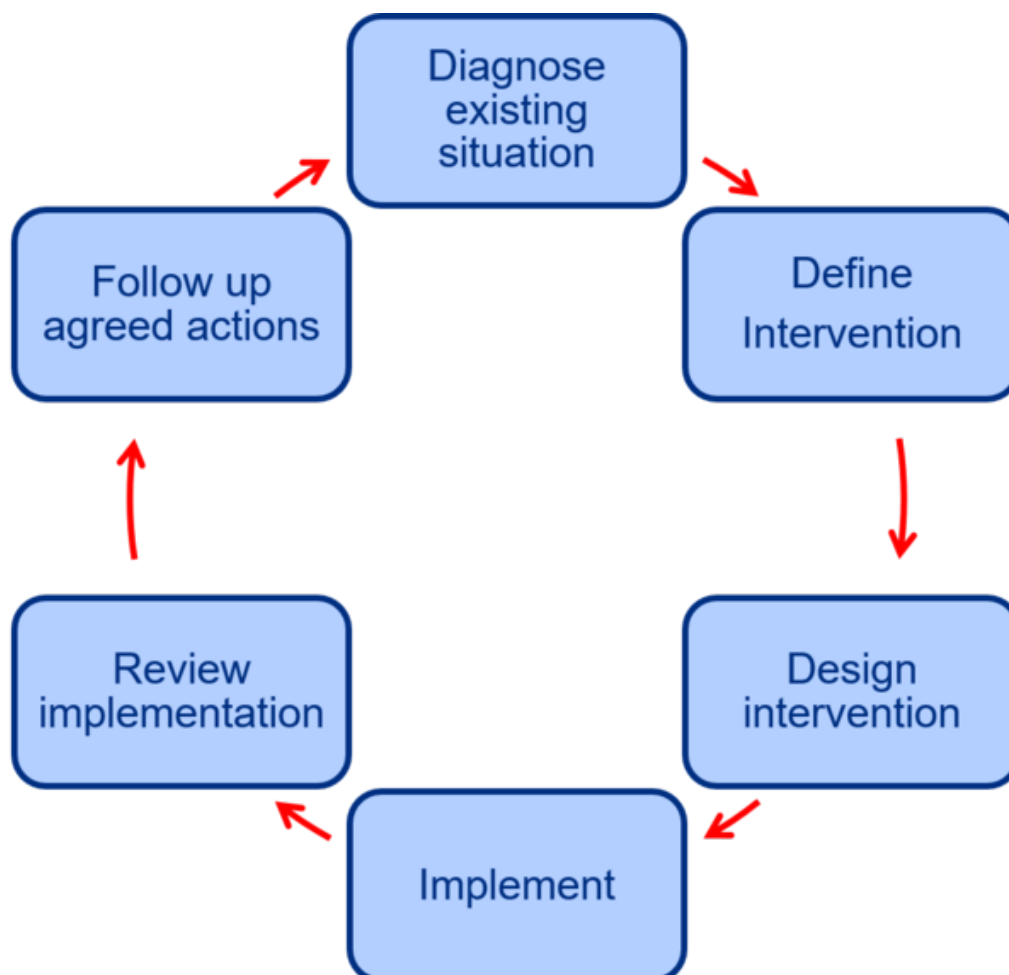 Diagnose
existing
situation
Define
Intervention
Design
intervention
Implement
Review
implementation
Follow up
agreed actions